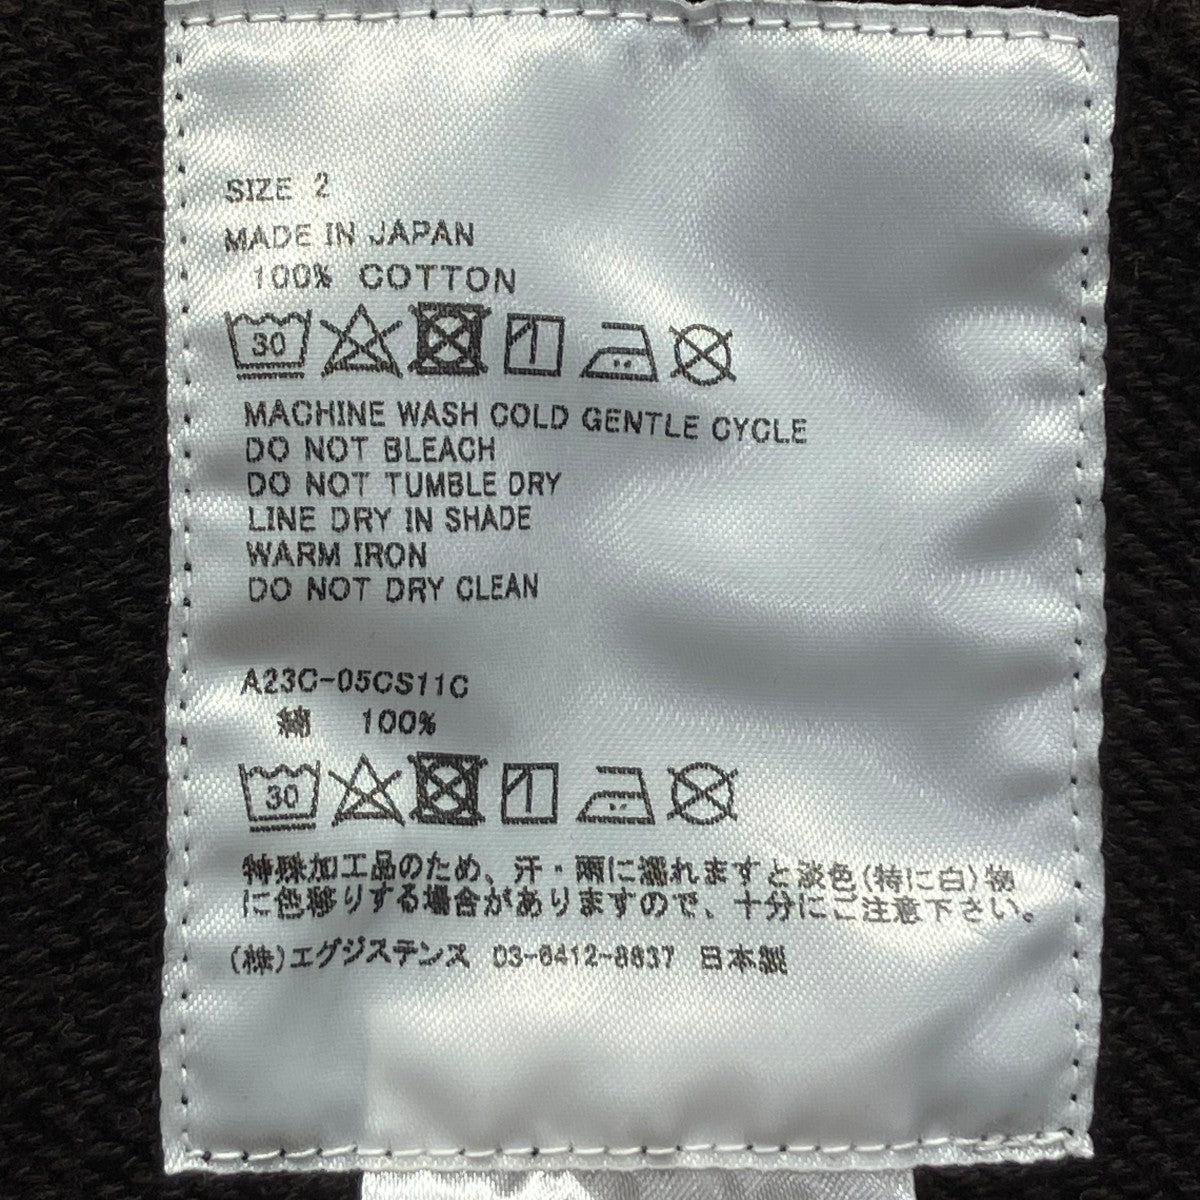 SIZE 2
MADE IN JAPAN
100% COTTON
30
MACHINE WASH COLD GENTLE CYCLE
DO NOT BLEACH
DO NOT TUMBLE DRY
LINE DRY IN SHADE
WARM IRON
DO NOT DRY CLEAN
A23C-05CS11C
綿 100%
30
特殊加工品のため、汗・雨に濡れますと淡色(特に白)物
に色移りする場合がありますので、十分にご注意下さい。
(株)エグジステンス 03-6412-8837 日本製